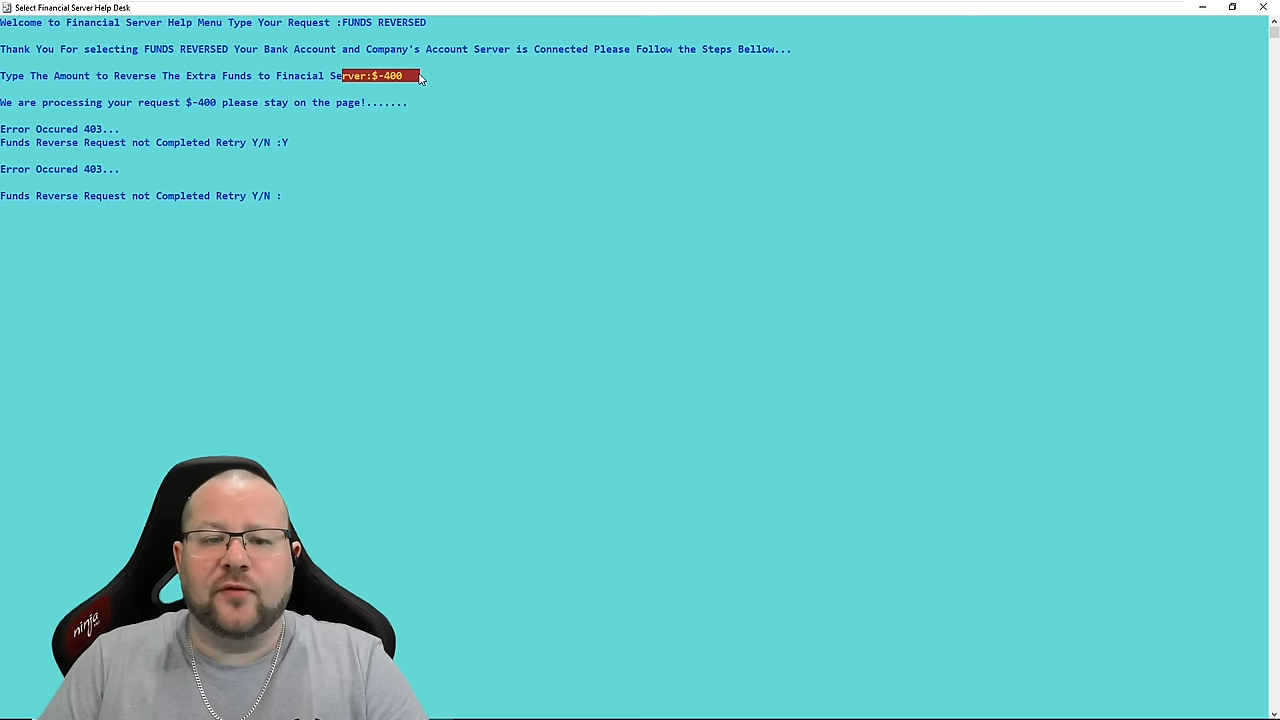 Select Financial Server Help Desk
Welcome to Financial Server Help Menu Type Your Request :FUNDS REVERSED
Thank You For selecting FUNDS REVERSED Your Bank Account and Company's Account Server is Connected Please Follow the Steps Bellow...
Type The Amount to Reverse The Extra Funds to Finacial Server:$-400
We are processing your request $-400 please stay on the page!.......
Error Occured 403...
Funds Reverse Request not Completed Retry Y/N :Y
Error Occured 403...
Funds Reverse Request not Completed Retry Y/N :
ninja